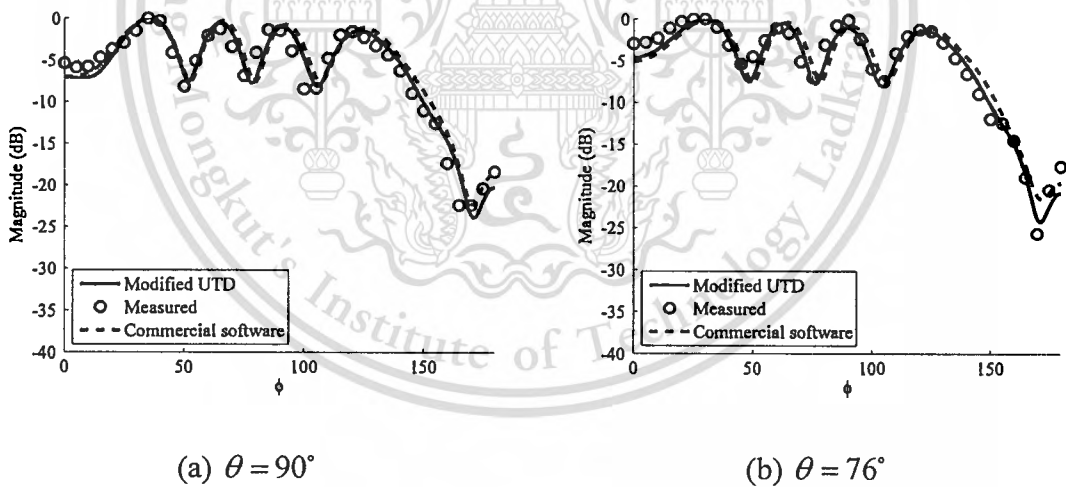 0
-5
-10
-15
-20
-25
-30
-35
-40
Magnitude (dB)
Modified UTD
Measured
Commercial software
0
50
100
150
ϕ
(a) θ = 90°
0
-5
-10
-15
-20
-25
-30
-35
-40
Magnitude (dB)
Modified UTD
Measured
Commercial software
0
50
100
150
ϕ
(b) θ = 76°
Mongkut's Institute of Technology Ladkra